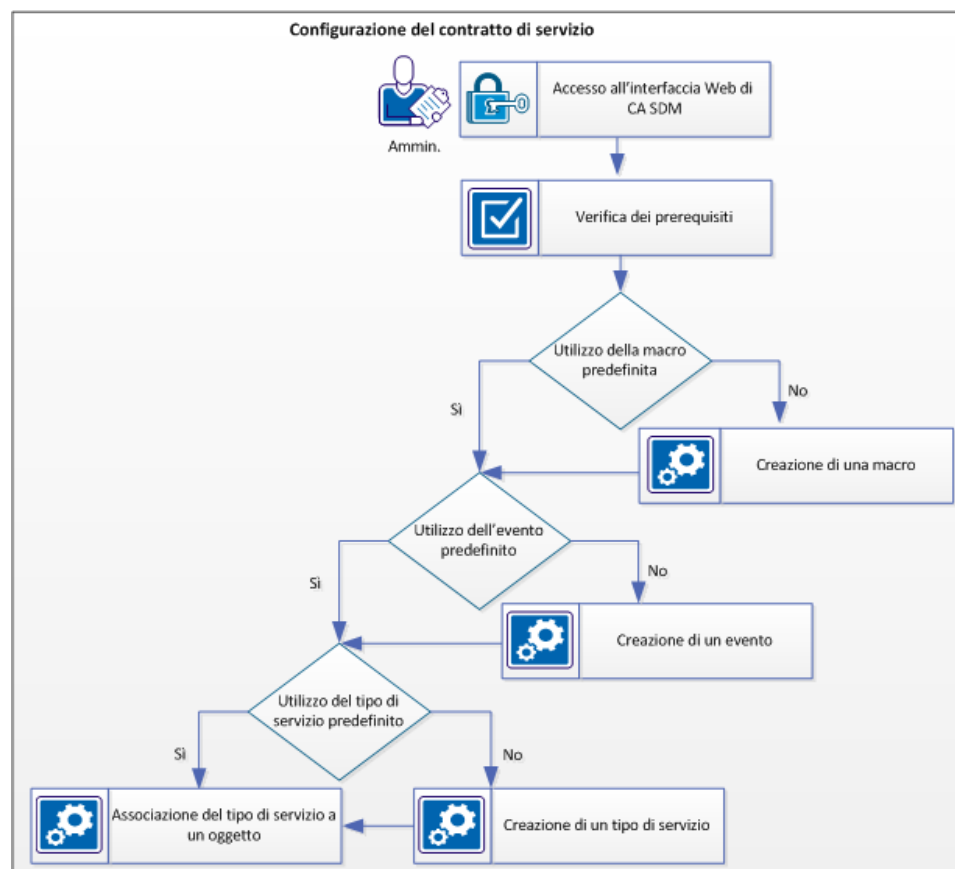 Configurazione del contratto di servizio
Accesso all'interfaccia Web di
CA SDM
Ammin.
Verifica dei prerequisiti
Utilizzo della macro
predefinita
Sì
No
Creazione di una macro
Utilizzo dell'evento
predefinito
Sì
No
Creazione di un evento
Utilizzo del tipo di
servizio predefinito
Sì
No
Associazione del tipo di servizio a
un oggetto
Creazione di un tipo di servizio